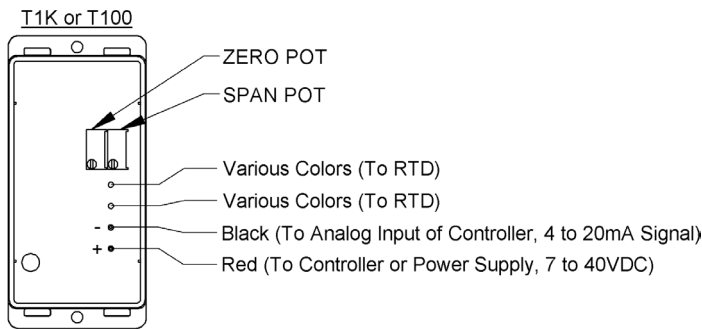 T1K or T100
ZERO POT
SPAN POT
Various Colors (To RTD)
Various Colors (To RTD)
- Black (To Analog Input of Controller, 4 to 20mA Signal)
+ Red (To Controller or Power Supply, 7 to 40VDC)